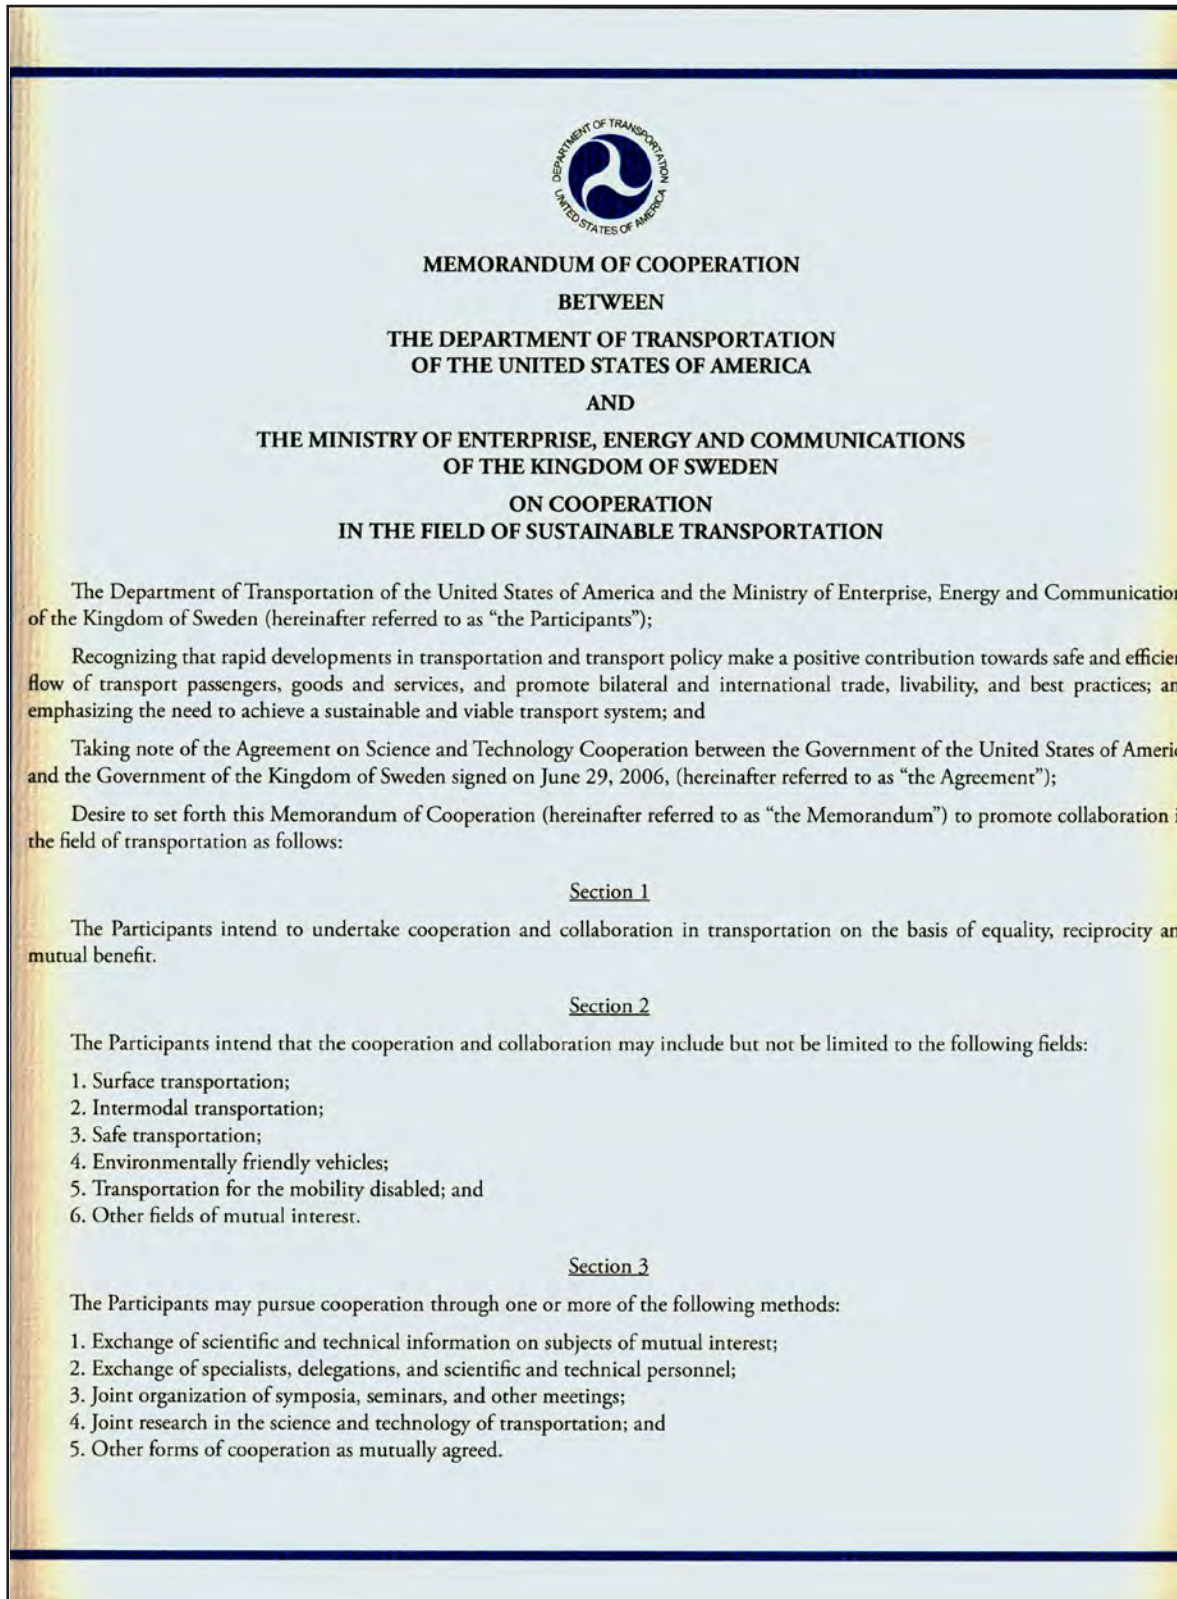 DEPARTMENT OF TRANSPORTATION
UNITED STATES OF AMERICA
MEMORANDUM OF COOPERATION
BETWEEN
THE DEPARTMENT OF TRANSPORTATION
OF THE UNITED STATES OF AMERICA
AND
THE MINISTRY OF ENTERPRISE, ENERGY AND COMMUNICATIONS
OF THE KINGDOM OF SWEDEN
ON COOPERATION
IN THE FIELD OF SUSTAINABLE TRANSPORTATION
The Department of Transportation of the United States of America and the Ministry of Enterprise, Energy and Communication
of the Kingdom of Sweden (hereinafter referred to as “the Participants”);
Recognizing that rapid developments in transportation and transport policy make a positive contribution towards safe and efficien
flow of transport passengers, goods and services, and promote bilateral and international trade, livability, and best practices; an
emphasizing the need to achieve a sustainable and viable transport system; and
Taking note of the Agreement on Science and Technology Cooperation between the Government of the United States of Americ
and the Government of the Kingdom of Sweden signed on June 29, 2006, (hereinafter referred to as “the Agreement”);
Desire to set forth this Memorandum of Cooperation (hereinafter referred to as “the Memorandum”) to promote collaboration i
the field of transportation as follows:
Section 1
The Participants intend to undertake cooperation and collaboration in transportation on the basis of equality, reciprocity an
mutual benefit.
Section 2
The Participants intend that the cooperation and collaboration may include but not be limited to the following fields:
1. Surface transportation;
2. Intermodal transportation;
3. Safe transportation;
4. Environmentally friendly vehicles;
5. Transportation for the mobility disabled; and
6. Other fields of mutual interest.
Section 3
The Participants may pursue cooperation through one or more of the following methods:
1. Exchange of scientific and technical information on subjects of mutual interest;
2. Exchange of specialists, delegations, and scientific and technical personnel;
3. Joint organization of symposia, seminars, and other meetings;
4. Joint research in the science and technology of transportation; and
5. Other forms of cooperation as mutually agreed.